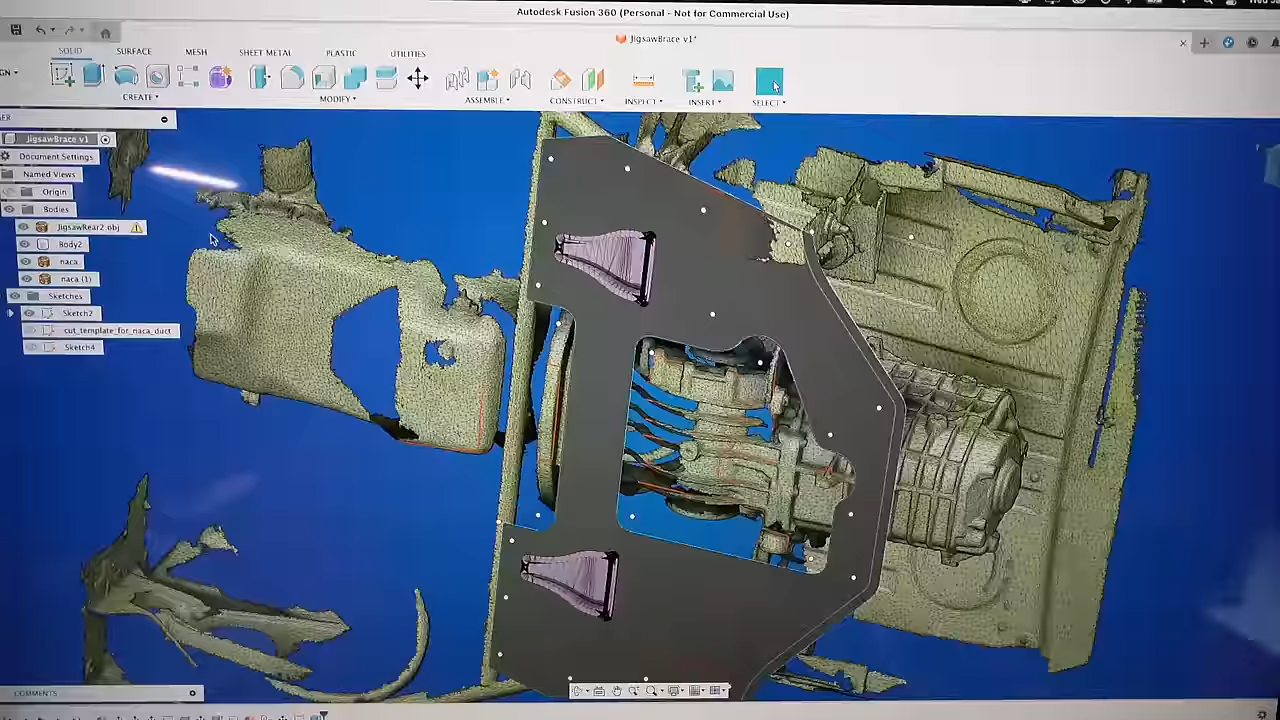 Autodesk Fusion 360 (Personal - Not for Commercial Use)
JigsawBrace v1*
SOLID SURFACE MESH SHEET METAL PLASTIC UTILITIES
CREATE MODIFY ASSEMBLE CONSTRUCT INSPECT INSERT SELECT
JigsawBrace v1
Document Settings
Named Views
Origin
Bodies
JigsawRear2.obj
Body2
naca
naca (1)
Sketches
Sketch2
cut_template_for_naca_duct
Sketch4
COMMENTS